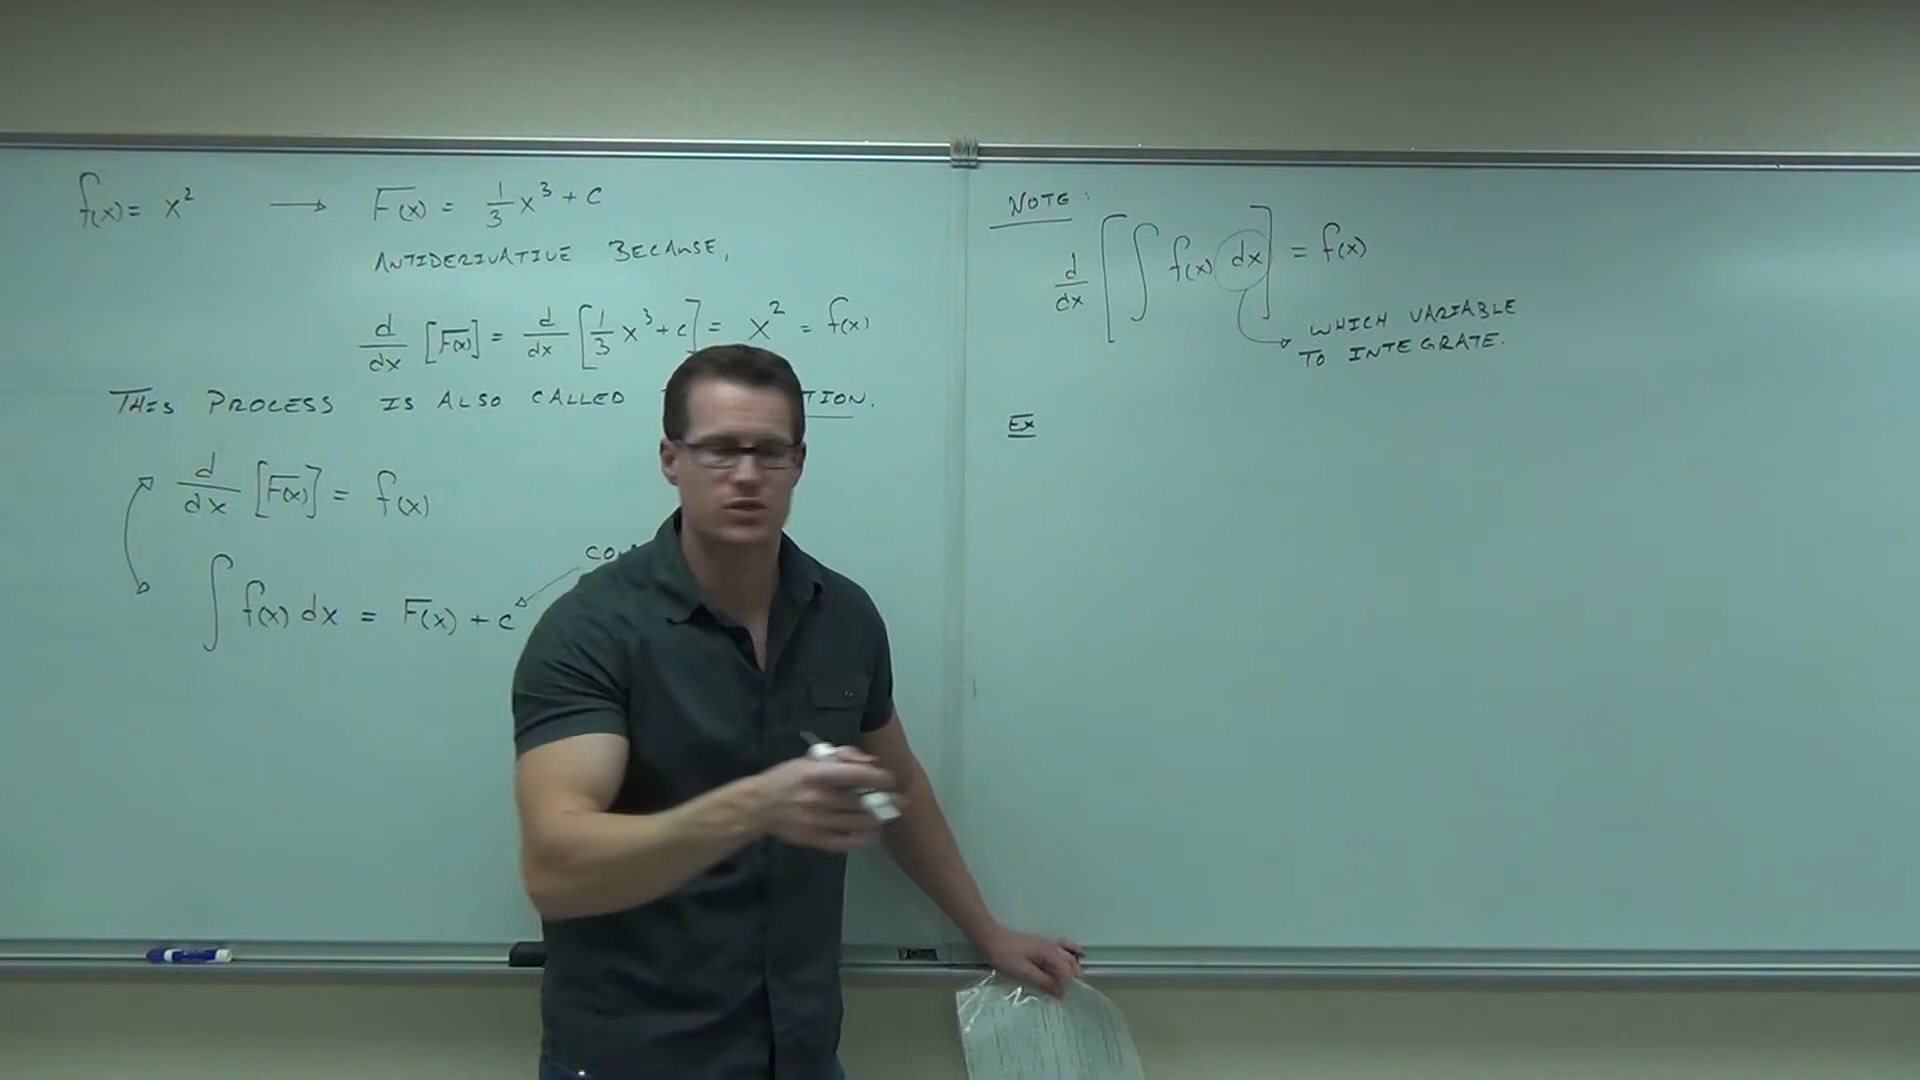 f(x) = x² → F(x) = 1/3 x³ + C
ANTIDERIVATIVE BECAUSE,
d/dx [F(x)] = d/dx [1/3 x³ + C] = x² = f(x)
THIS PROCESS IS ALSO CALLED
d/dx [F(x)] = f(x)
∫ f(x) dx = F(x) + C
NOTE:
d/dx [∫ f(x) dx] = f(x)
WHICH VARIABLE
TO INTEGRATE.
EX